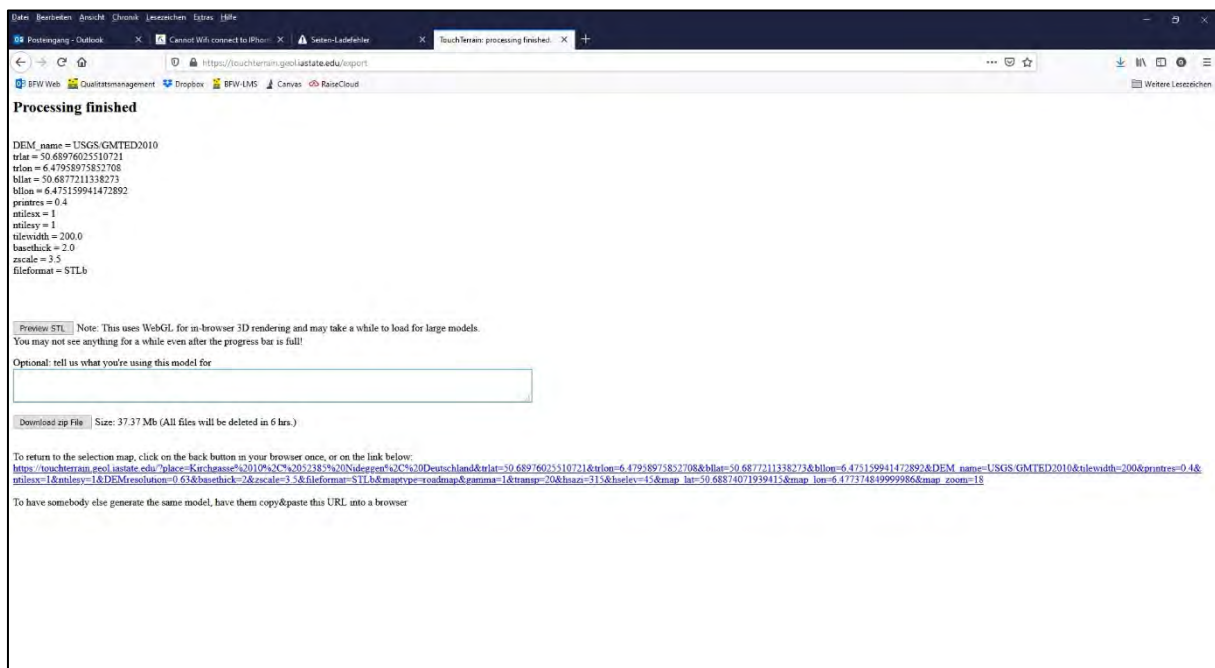 Datei Bearbeiten Ansicht Chronik Lesezeichen Extras Hilfe
Posteingang - Outlook
Cannot Wifi connect to IPhon
Seiten-Ladefehler
TouchTerrain: processing finished.
https://touchterrain.geol.iastate.edu/export
BFW Web Qualitätsmanagement Dropbox BFW-LMS Canvas RaiseCloud Weitere Lesezeichen
Processing finished
DEM_name = USGS/GMTED2010
trlat = 50.68976025510721
trlon = 6.47958975852708
bllat = 50.6877211338273
bllon = 6.475159941472892
printres = 0.4
ntilesx = 1
ntilesy = 1
tilewidth = 200.0
basethick = 2.0
zscale = 3.5
fileformat = STLb
Preview STL Note: This uses WebGL for in-browser 3D rendering and may take a while to load for large models.
You may not see anything for a while even after the progress bar is full!
Optional: tell us what you're using this model for
Download zip File Size: 37.37 Mb (All files will be deleted in 6 hrs.)
To return to the selection map, click on the back button in your browser once, or on the link below:
https://touchterrain.geol.iastate.edu/?place=Kirchgasse%2010%2C%2052385%20Nideggen%2C%20Deutschland&trlat=50.68976025510721&trlon=6.47958975852708&bllat=50.6877211338273&bllon=6.475159941472892&DEM_name=USGS/GMTED2010&tilewidth=200&printres=0.4&
ntilesx=1&ntilesy=1&DEMresolution=0.63&basethick=2&zscale=3.5&fileformat=STLb&maptype=roadmap&gamma=1&transp=20&hsazi=315&hselev=45&map_lat=50.68874071939415&map_lon=6.477374849999986&map_zoom=18
To have somebody else generate the same model, have them copy&paste this URL into a browser